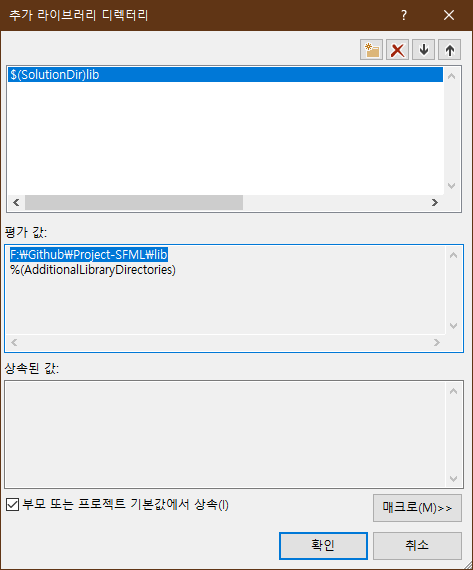 추가 라이브러리 디렉터리
$(SolutionDir)lib
평가 값:
F:₩Github₩Project-SFML₩lib
%(AdditionalLibraryDirectories)
상속된 값:
부모 또는 프로젝트 기본값에서 상속(I)
매크로(M)>>
확인
취소